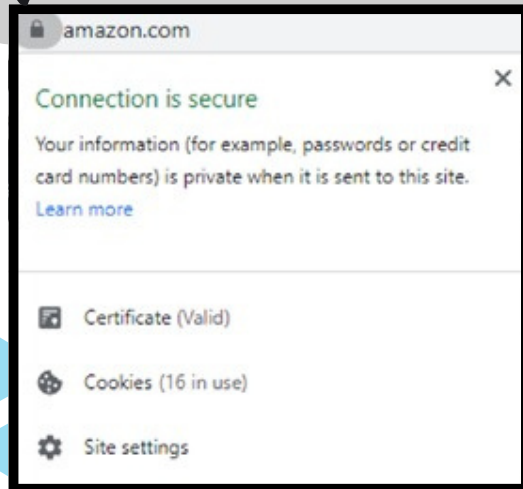 amazon.com
Connection is secure
Your information (for example, passwords or credit
card numbers) is private when it is sent to this site.
Learn more
Certificate (Valid)
Cookies (16 in use)
Site settings